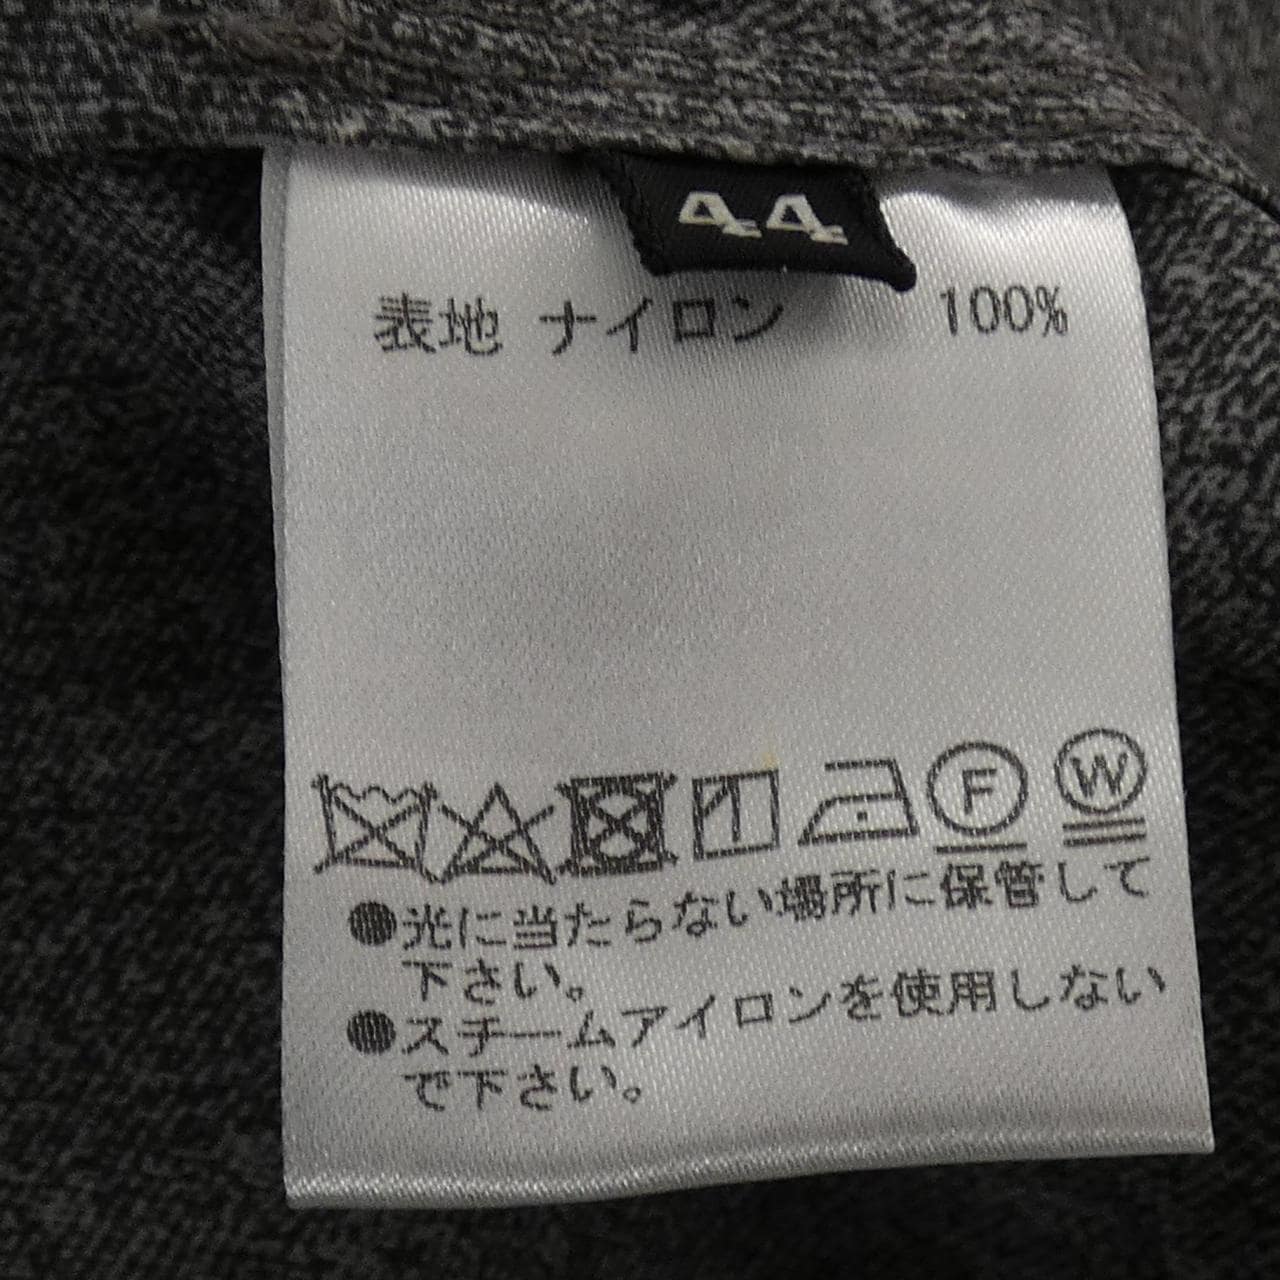 44
表地 ナイロン 100%
F W
●光に当たらない場所に保管して
下さい。
●スチームアイロンを使用しない
で下さい。